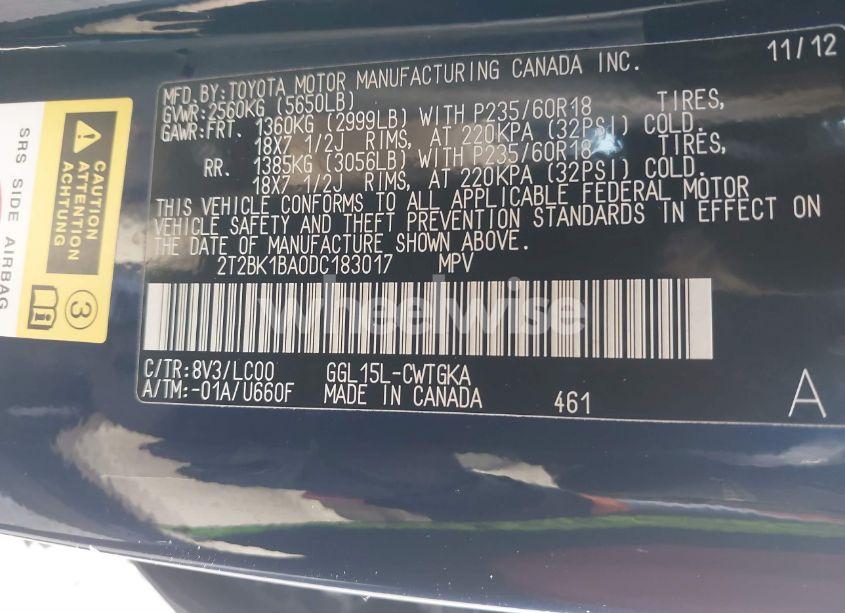 11/12
MFD.BY:TOYOTA MOTOR MANUFACTURING CANADA INC.
GVWR:2560KG (5650LB)
GAWR:FRT. 1360KG (2999LB) WITH P235/60R18 TIRES,
18X7 1/2J RIMS, AT 220KPA (32PSI) COLD.
RR. 1385KG (3056LB) WITH P235/60R18 TIRES,
18X7 1/2J RIMS, AT 220KPA (32PSI) COLD.
THIS VEHICLE CONFORMS TO ALL APPLICABLE FEDERAL MOTOR
VEHICLE SAFETY AND THEFT PREVENTION STANDARDS IN EFFECT ON
THE DATE OF MANUFACTURE SHOWN ABOVE.
2T2BK1BA0DC183017 MPV
wheelwise
C/TR:8V3/LC00 GGL15L-CWTGKA
A/TM:-01A/U660F MADE IN CANADA 461 A
CAUTION
ATTENTION
ACHTUNG
SRS SIDE AIRBAG
3